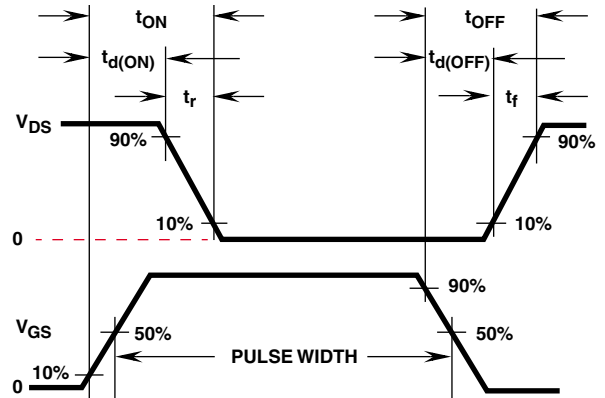 tON tOFF
td(ON) td(OFF)
tr tf
VDS
90% 90%
10% 10%
0
90%
VGS 50% 50%
PULSE WIDTH
10%
0